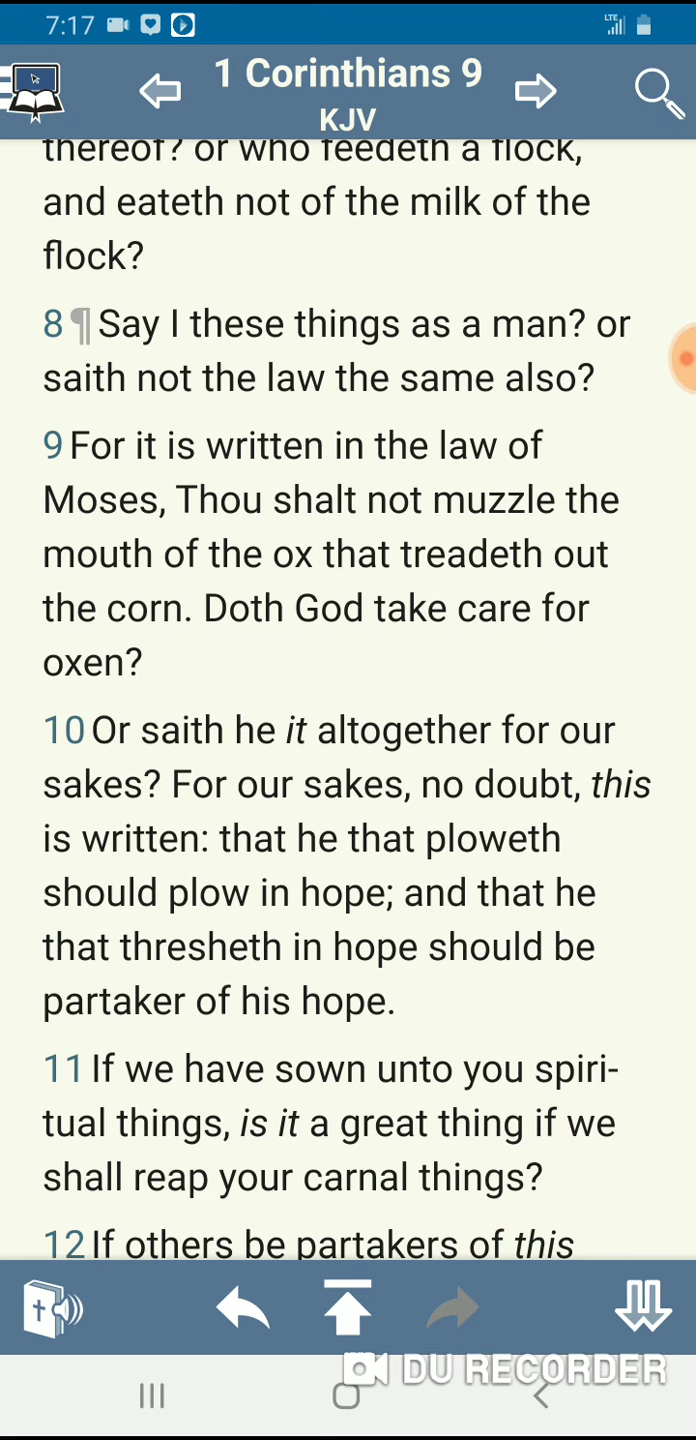 7:17
LTE
1 Corinthians 9
KJV
thereof? or who feedeth a flock,
and eateth not of the milk of the
flock?
8 ¶ Say I these things as a man? or
saith not the law the same also?
9 For it is written in the law of
Moses, Thou shalt not muzzle the
mouth of the ox that treadeth out
the corn. Doth God take care for
oxen?
10 Or saith he it altogether for our
sakes? For our sakes, no doubt, this
is written: that he that ploweth
should plow in hope; and that he
that thresheth in hope should be
partaker of his hope.
11 If we have sown unto you spiri-
tual things, is it a great thing if we
shall reap your carnal things?
12 If others be partakers of this
DU RECORDER